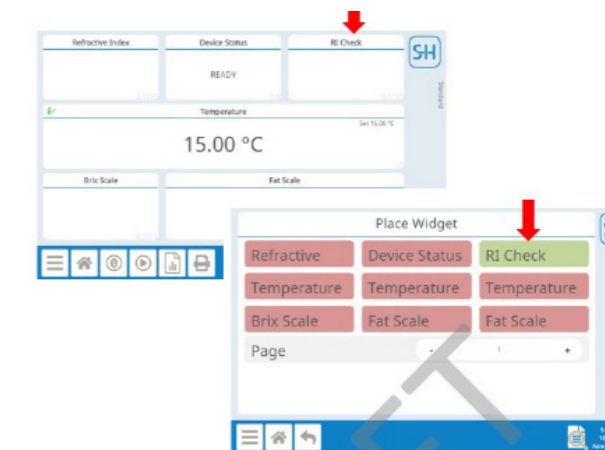 Refractive Index
Device Status
RI Check
SH
READY
Standard
Temperature
Set 15.00 °C
15.00 °C
Brix Scale
Fat Scale
Place Widget
Refractive
Device Status
RI Check
Temperature
Temperature
Temperature
Brix Scale
Fat Scale
Fat Scale
Page
-
1
+
ET